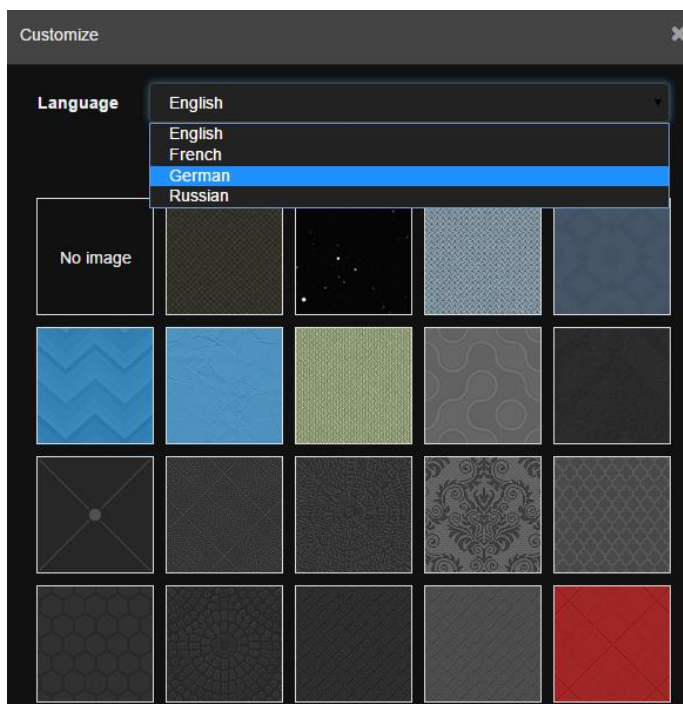 Customize
Language
English
English
French
German
Russian
No image